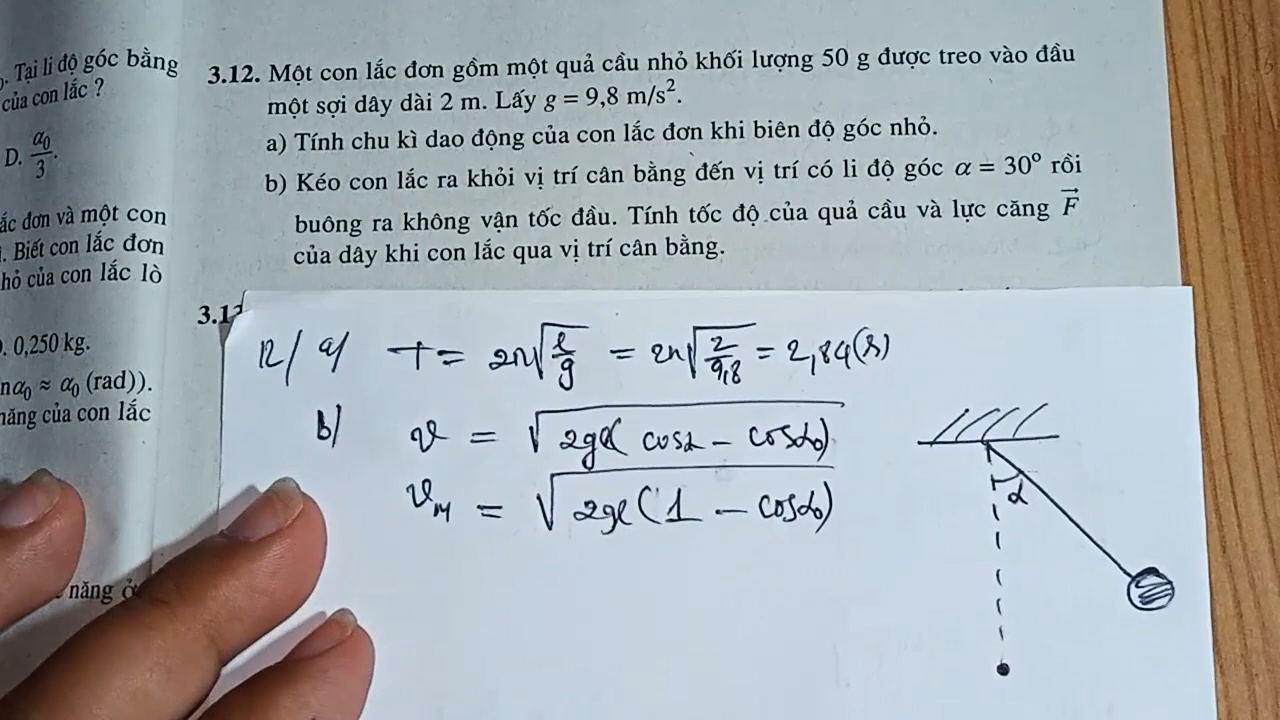 . Tại li độ góc bằng
của con lắc ?
D. α₀/3.
ắc đơn và một con
. Biết con lắc đơn
hỏ của con lắc lò
. 0,250 kg.
nα₀ ≈ α₀ (rad)).
năng của con lắc
năng ở
3.12. Một con lắc đơn gồm một quả cầu nhỏ khối lượng 50 g được treo vào đầu
một sợi dây dài 2 m. Lấy g = 9,8 m/s².
a) Tính chu kì dao động của con lắc đơn khi biên độ góc nhỏ.
b) Kéo con lắc ra khỏi vị trí cân bằng đến vị trí có li độ góc α = 30° rồi
buông ra không vận tốc đầu. Tính tốc độ của quả cầu và lực căng F⃗
của dây khi con lắc qua vị trí cân bằng.
3.1
12/ a/ T = 2π√(l/g) = 2π√(2/9,8) = 2,84(s)
b/ v = √(2gl(cosα - cosα₀))
v_M = √(2gl(1 - cosα₀))
α